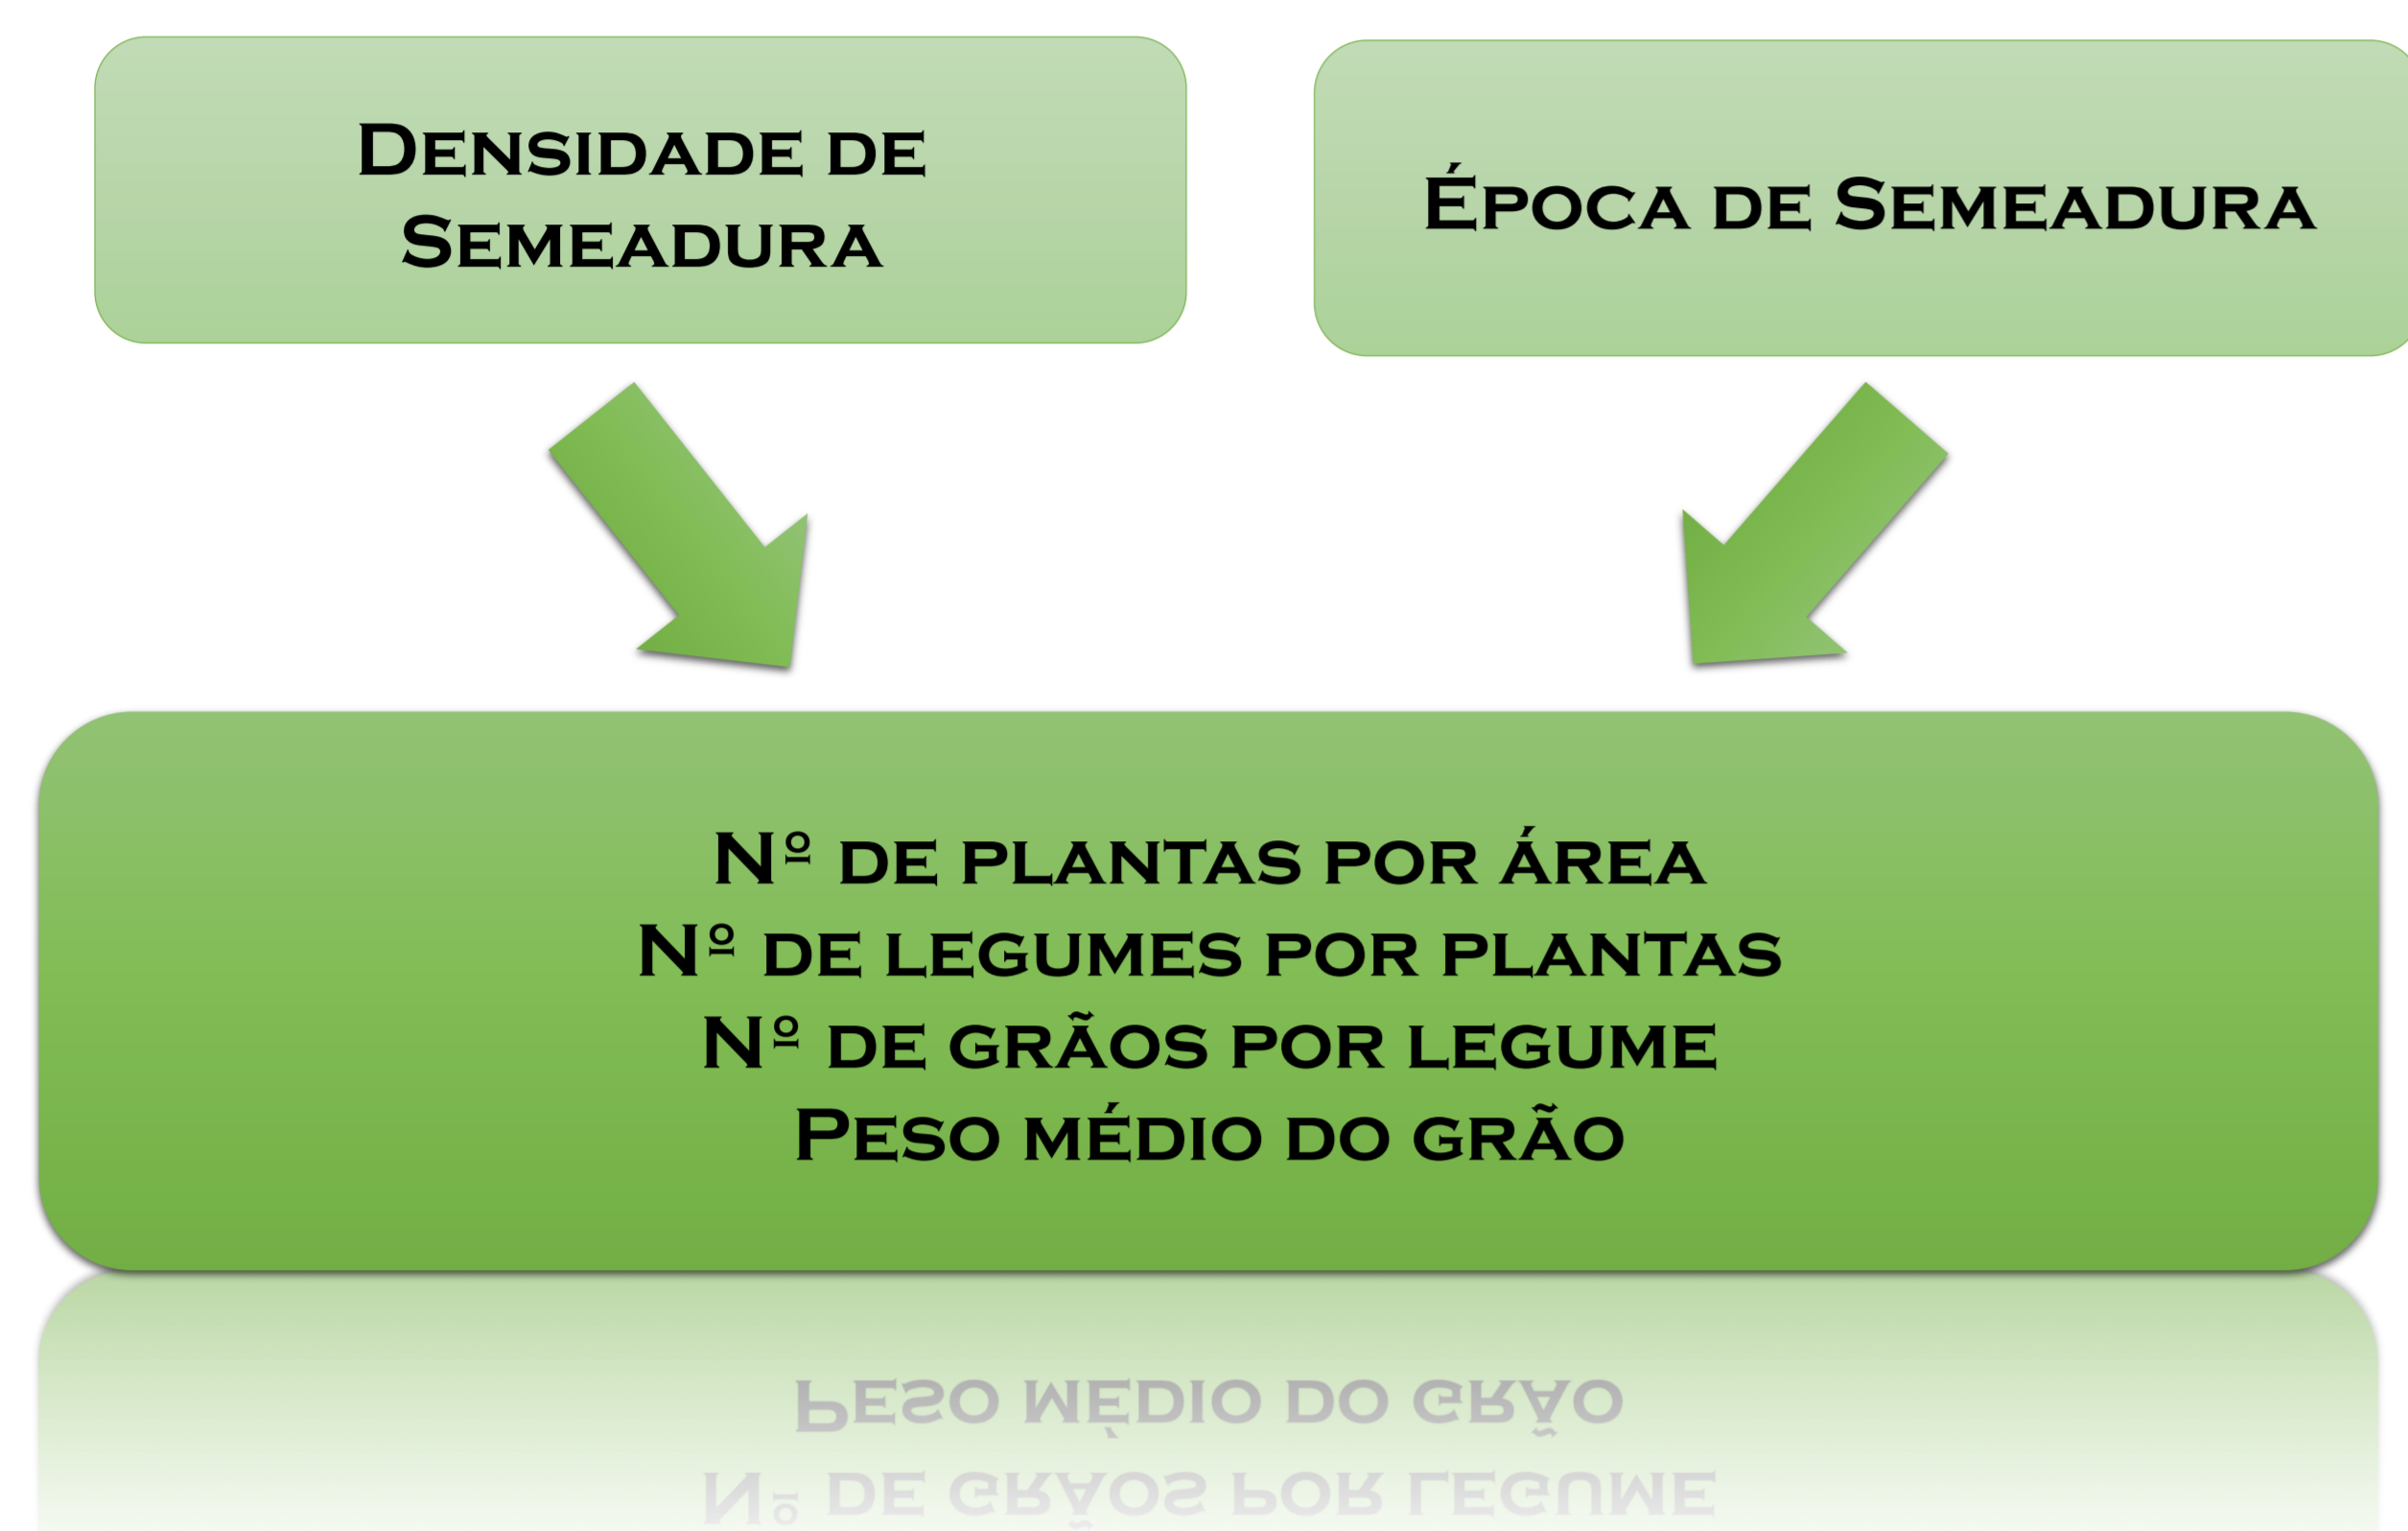 Densidade de
Semeadura
Época de Semeadura
Nº de plantas por área
Nº de legumes por plantas
Nº de grãos por legume
Peso médio do grão